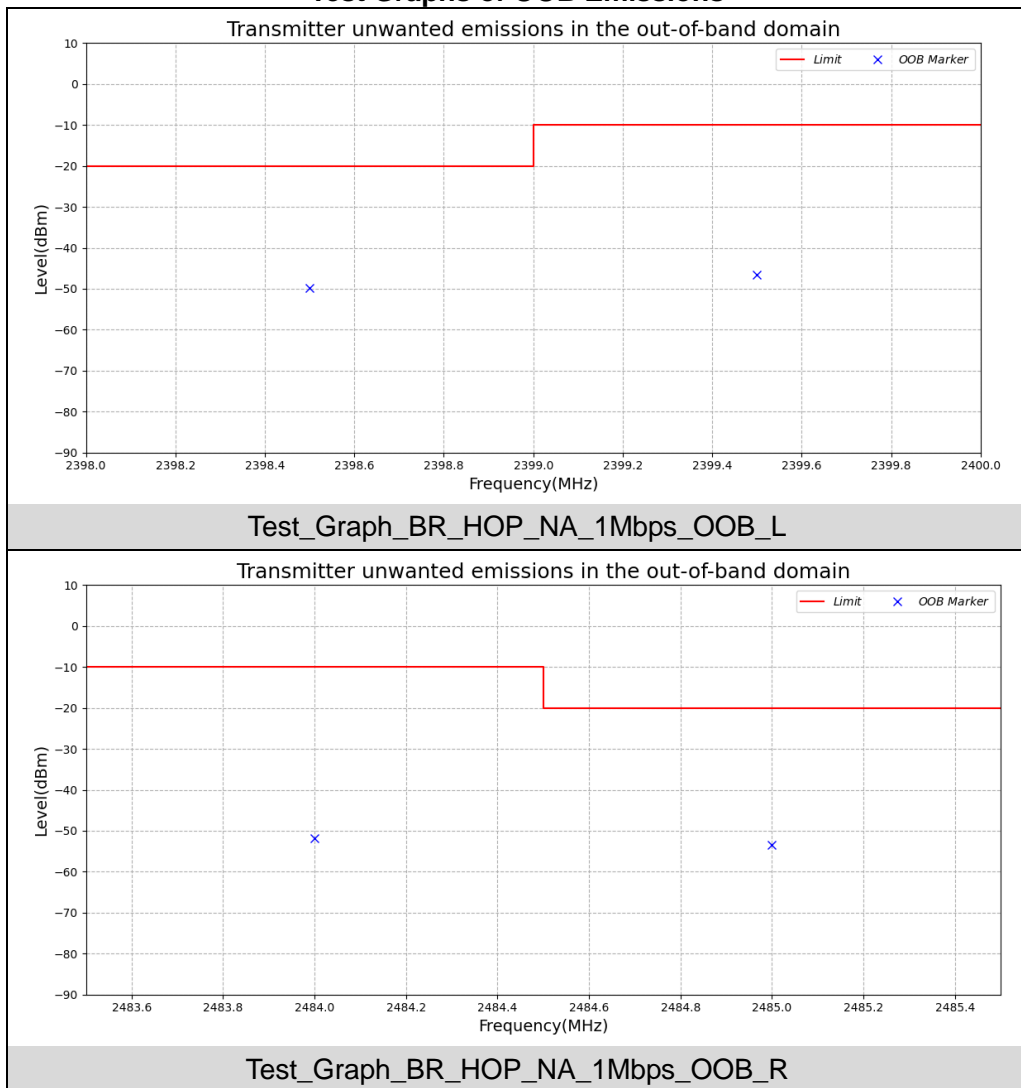 Test Graphs of OOB Emissions
Transmitter unwanted emissions in the out-of-band domain
Limit OOB Marker
10
0
−10
−20
−30
−40
−50
−60
−70
−80
−90
Level(dBm)
2398.0 2398.2 2398.4 2398.6 2398.8 2399.0 2399.2 2399.4 2399.6 2399.8 2400.0
Frequency(MHz)
Test_Graph_BR_HOP_NA_1Mbps_OOB_L
Transmitter unwanted emissions in the out-of-band domain
Limit OOB Marker
10
0
−10
−20
−30
−40
−50
−60
−70
−80
−90
Level(dBm)
2483.6 2483.8 2484.0 2484.2 2484.4 2484.6 2484.8 2485.0 2485.2 2485.4
Frequency(MHz)
Test_Graph_BR_HOP_NA_1Mbps_OOB_R